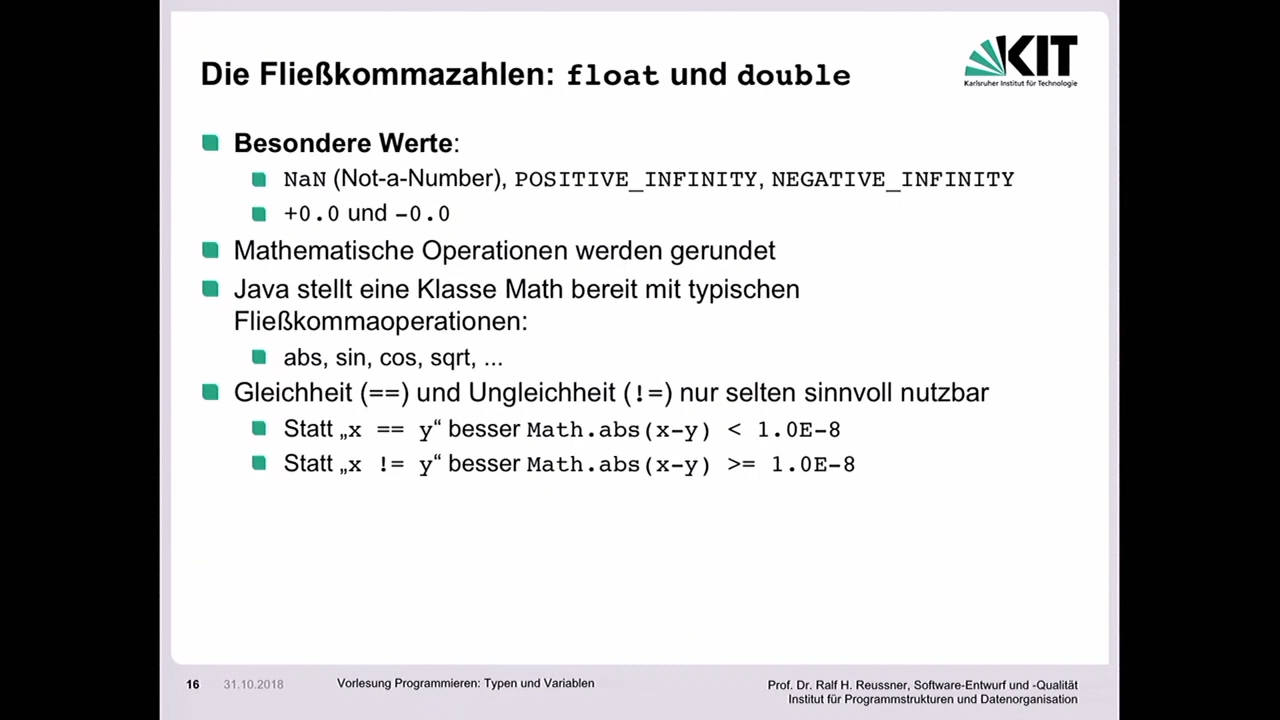 Die Fließkommazahlen: float und double
KIT
Karlsruher Institut für Technologie
Besondere Werte:
NaN (Not-a-Number), POSITIVE_INFINITY, NEGATIVE_INFINITY
+0.0 und -0.0
Mathematische Operationen werden gerundet
Java stellt eine Klasse Math bereit mit typischen
Fließkommaoperationen:
abs, sin, cos, sqrt, ...
Gleichheit (==) und Ungleichheit (!=) nur selten sinnvoll nutzbar
Statt „x == y“ besser Math.abs(x-y) < 1.0E-8
Statt „x != y“ besser Math.abs(x-y) >= 1.0E-8
16 31.10.2018 Vorlesung Programmieren: Typen und Variablen
Prof. Dr. Ralf H. Reussner, Software-Entwurf und -Qualität
Institut für Programmstrukturen und Datenorganisation